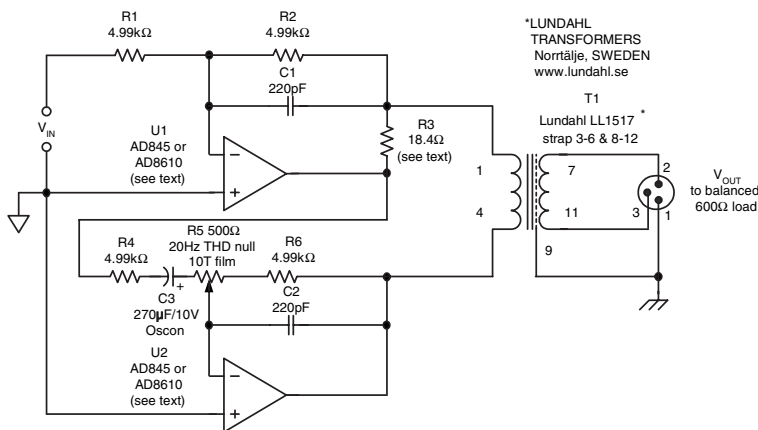 R1
4.99kΩ
R2
4.99kΩ
C1
220pF
*LUNDAHL
TRANSFORMERS
Norrtälje, SWEDEN
www.lundahl.se
T1
Lundahl LL1517 *
strap 3-6 & 8-12
VIN
U1
AD845 or
AD8610
(see text)
−
+
R3
18.4Ω
(see text)
1
4
7
11
9
2
3
1
VOUT
to balanced
600Ω load
R4
4.99kΩ
C3
+
270μF/10V
Oscon
R5 500Ω
20Hz THD null
10T film
R6
4.99kΩ
C2
220pF
U2
AD845 or
AD8610
(see text)
−
+